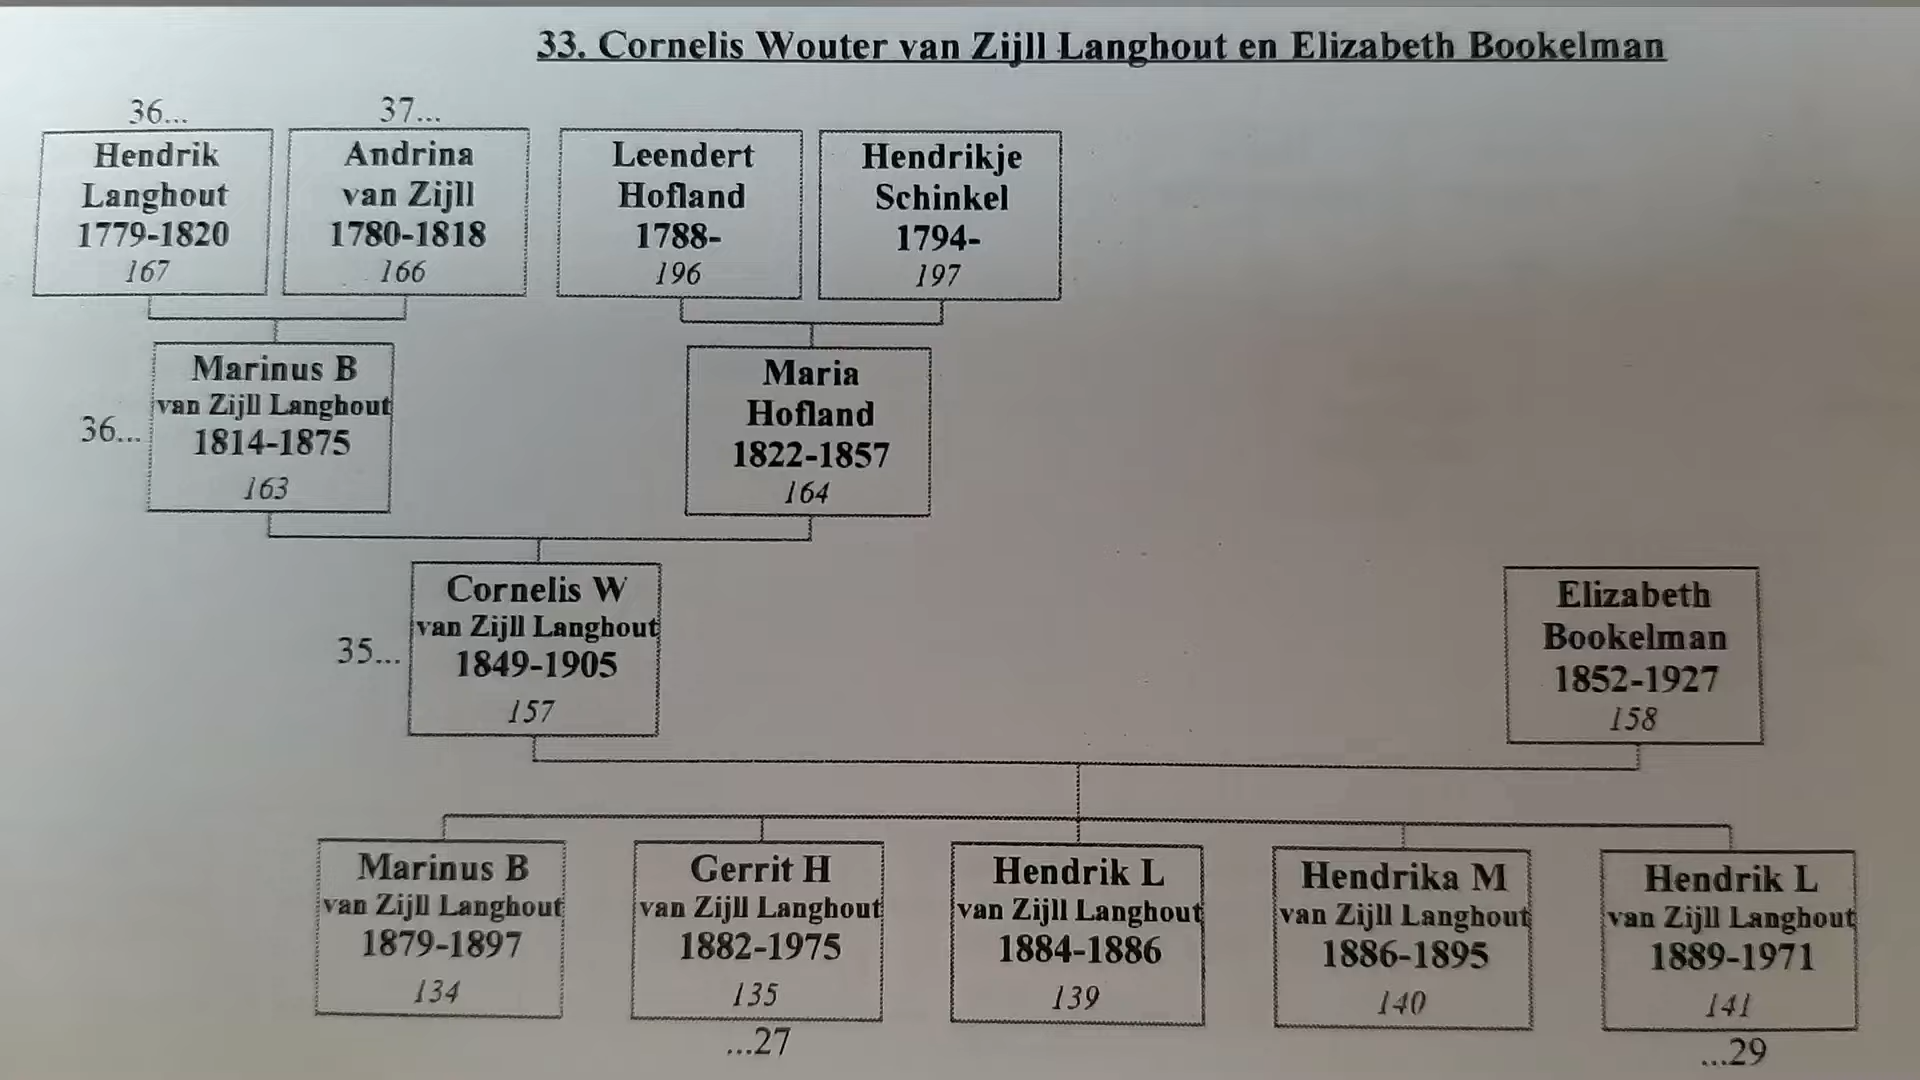 33. Cornelis Wouter van Zijll Langhout en Elizabeth Bookelman
36...
Hendrik
Langhout
1779-1820
167
37...
Andrina
van Zijll
1780-1818
166
Leendert
Hofland
1788-
196
Hendrikje
Schinkel
1794-
197
36...
Marinus B
van Zijll Langhout
1814-1875
163
Maria
Hofland
1822-1857
164
35...
Cornelis W
van Zijll Langhout
1849-1905
157
Elizabeth
Bookelman
1852-1927
158
Marinus B
van Zijll Langhout
1879-1897
134
Gerrit H
van Zijll Langhout
1882-1975
135
...27
Hendrik L
van Zijll Langhout
1884-1886
139
Hendrika M
van Zijll Langhout
1886-1895
140
Hendrik L
van Zijll Langhout
1889-1971
141
...29